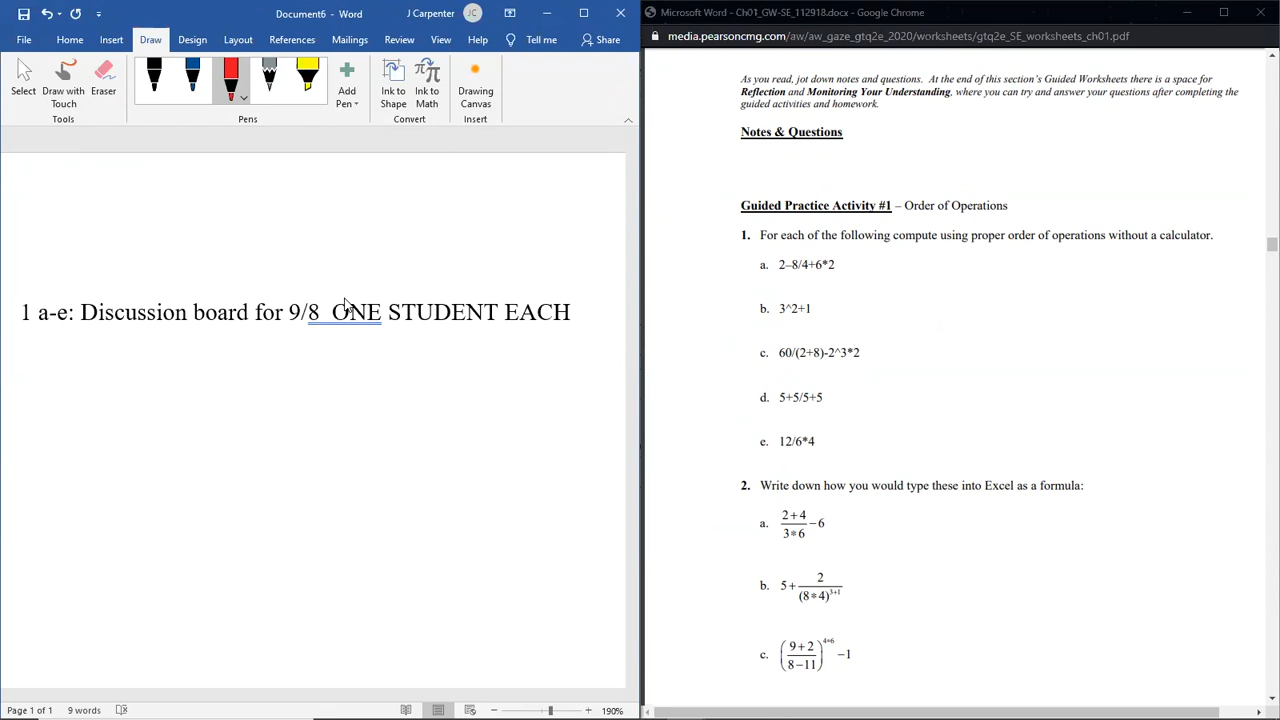 Document6 - Word
J Carpenter
JC
File
Home
Insert
Draw
Design
Layout
References
Mailings
Review
View
Help
Tell me
Share
Select
Draw with
Touch
Eraser
Add
Pen
Ink to
Shape
Ink to
Math
Drawing
Canvas
Tools
Pens
Convert
Insert
1 a-e: Discussion board for 9/8 ONE STUDENT EACH
Page 1 of 1
9 words
190%
Microsoft Word - Ch01_GW-SE_112918.docx - Google Chrome
media.pearsoncmg.com/aw/aw_gaze_gtq2e_2020/worksheets/gtq2e_SE_worksheets_ch01.pdf
As you read, jot down notes and questions. At the end of this section's Guided Worksheets there is a space for
Reflection and Monitoring Your Understanding, where you can try and answer your questions after completing the
guided activities and homework.
Notes & Questions
Guided Practice Activity #1 – Order of Operations
1. For each of the following compute using proper order of operations without a calculator.
a. 2–8/4+6*2
b. 3^2+1
c. 60/(2+8)-2^3*2
d. 5+5/5+5
e. 12/6*4
2. Write down how you would type these into Excel as a formula:
a. 2+4
3*6 −6
b. 5+ 2
(8*4)^3+1
c. (9+2
8−11)^4*6 −1